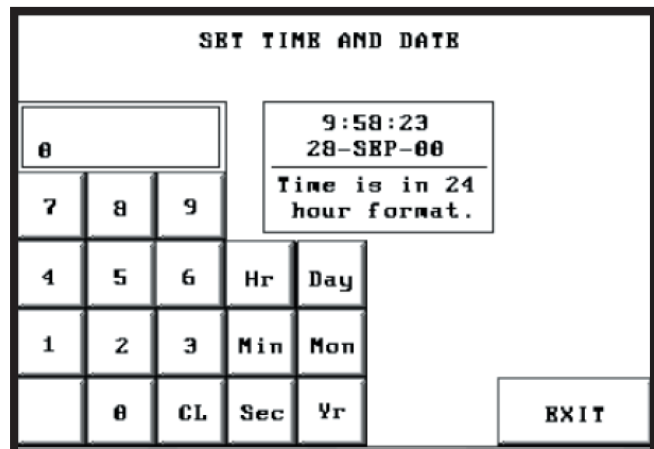 SET TIME AND DATE
0
9:58:23
28-SEP-00
Time is in 24
hour format.
7 8 9
4 5 6 Hr Day
1 2 3 Min Mon
0 CL Sec Yr
EXIT